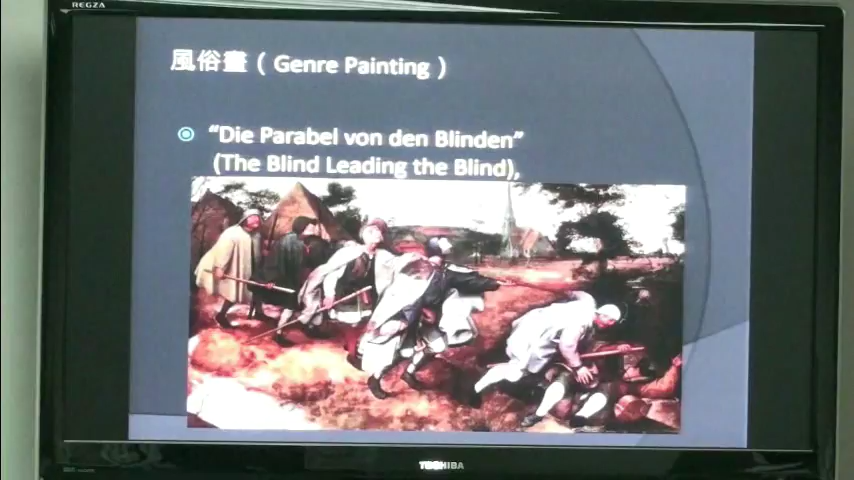 REGZA
風俗畫 ( Genre Painting )
“Die Parabel von den Blinden”
(The Blind Leading the Blind),
TOSHIBA